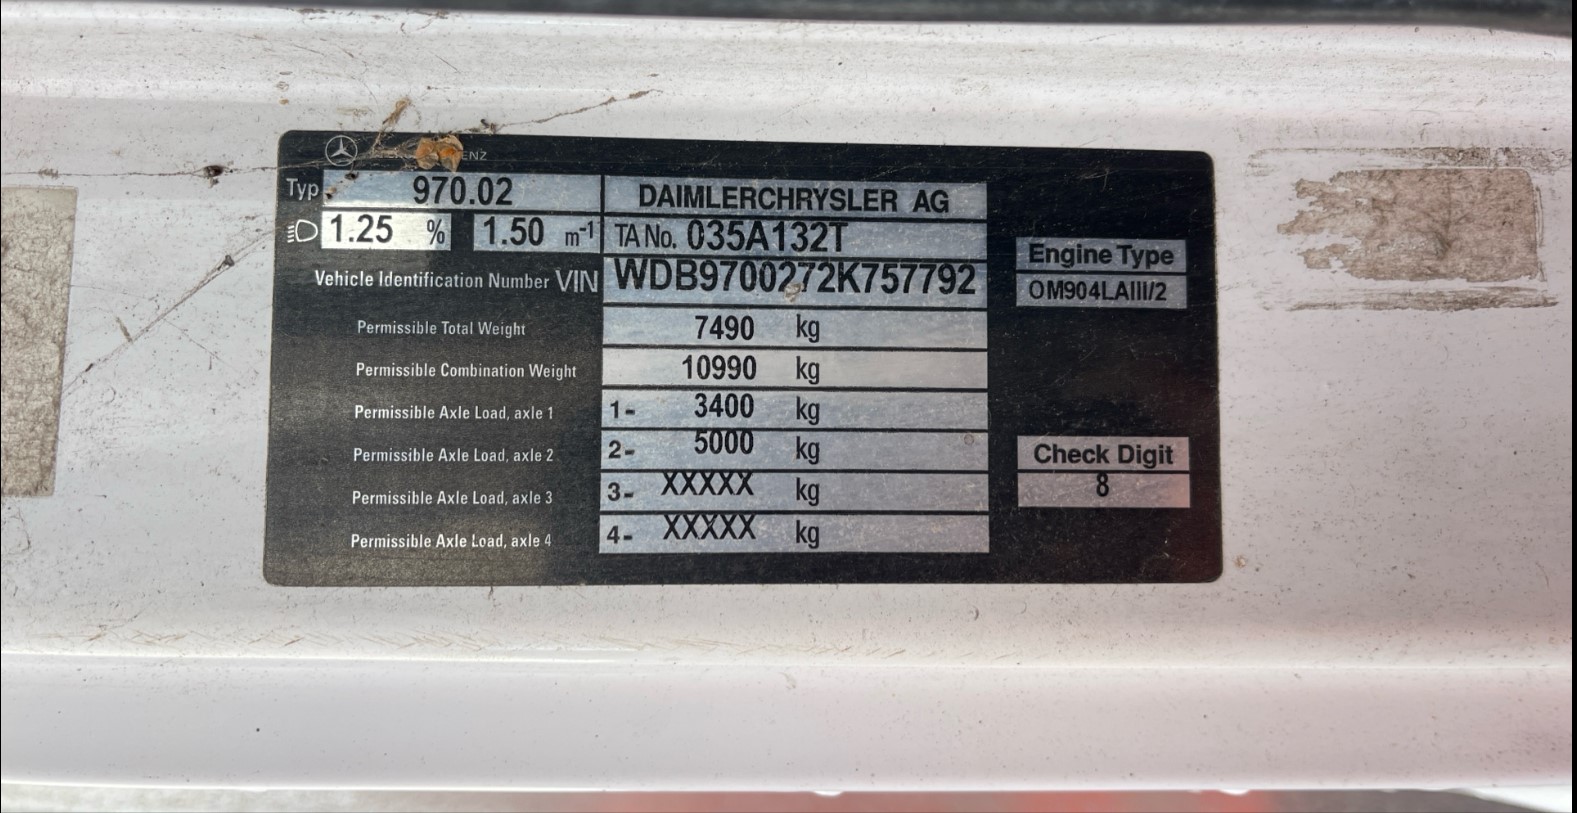 Typ 970.02 DAIMLERCHRYSLER AG
1.25 % 1.50 m-1 TA No. 035A132T
Engine Type
Vehicle Identification Number VIN WDB9700272K757792
OM904LAIII/2
Permissible Total Weight 7490 kg
Permissible Combination Weight 10990 kg
Permissible Axle Load, axle 1 1- 3400 kg
Permissible Axle Load, axle 2 2- 5000 kg
Check Digit
8
Permissible Axle Load, axle 3 3- XXXXX kg
Permissible Axle Load, axle 4 4- XXXXX kg